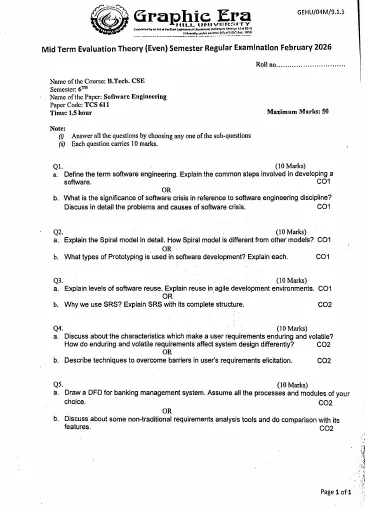 GEHU/04M/9.1.1
Graphic Era
HILL UNIVERSITY
Mid Term Evaluation Theory (Even) Semester Regular Examination February 2026
Roll no..............................
Name of the Course: B.Tech. CSE
Semester: 6TH
Name of the Paper: Software Engineering
Paper Code: TCS 611
Time: 1.5 hour Maximum Marks: 50
Note:
(i) Answer all the questions by choosing any one of the sub-questions
(ii) Each question carries 10 marks.
Q1. (10 Marks)
a. Define the term software engineering. Explain the common steps involved in developing a
software. CO1
OR
b. What is the significance of software crisis in reference to software engineering discipline?
Discuss in detail the problems and causes of software crisis. CO1
Q2. (10 Marks)
a. Explain the Spiral model in detail. How Spiral model is different from other models? CO1
OR
b. What types of Prototyping is used in software development? Explain each. CO1
Q3. (10 Marks)
a. Explain levels of software reuse. Explain reuse in agile development environments. CO1
OR
b. Why we use SRS? Explain SRS with its complete structure. CO2
Q4. (10 Marks)
a. Discuss about the characteristics which make a user requirements enduring and volatile?
How do enduring and volatile requirements affect system design differently? CO2
OR
b. Describe techniques to overcome barriers in user's requirements elicitation. CO2
Q5. (10 Marks)
a. Draw a DFD for banking management system. Assume all the processes and modules of your
choice. CO2
OR
b. Discuss about some non-traditional requirements analysis tools and do comparison with its
features. CO2
Page 1 of 1